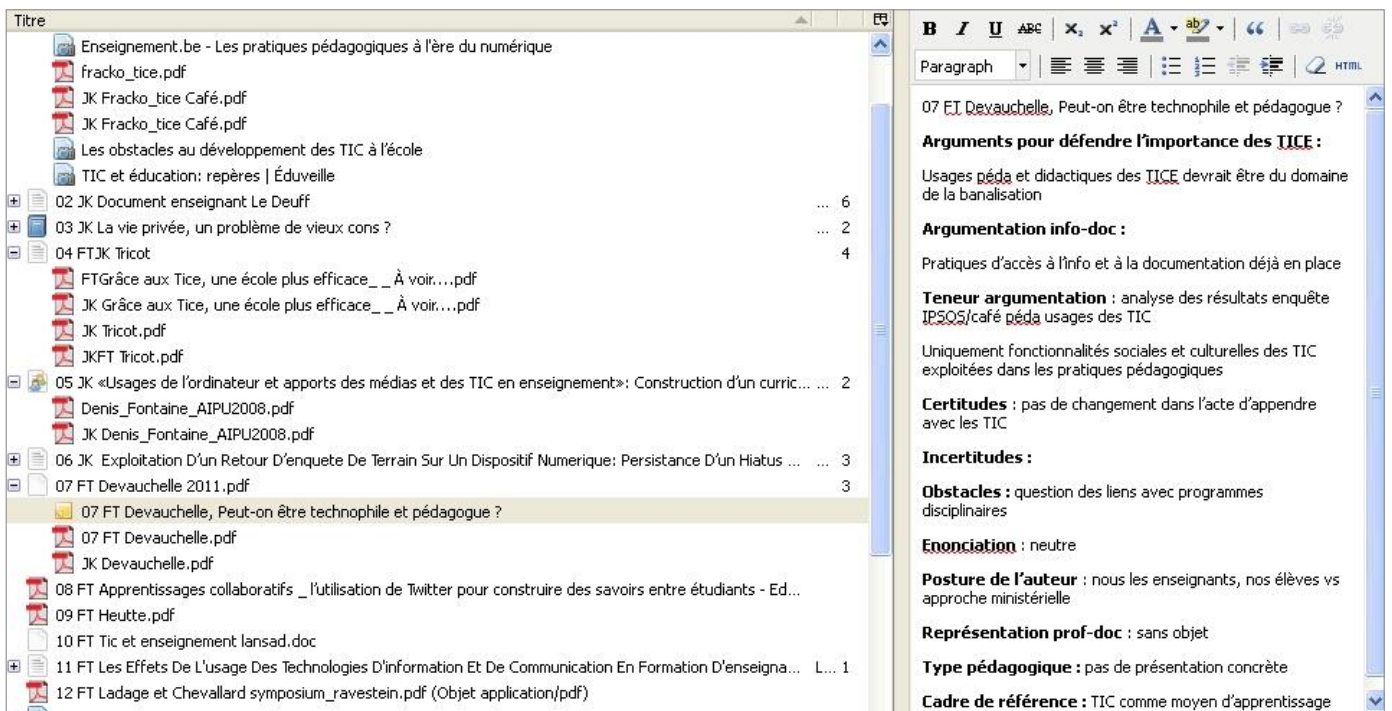 Titre
Enseignement.be - Les pratiques pédagogiques à l'ère du numérique
fracko_tice.pdf
JK Fracko_tice Café.pdf
JK Fracko_tice Café.pdf
Les obstacles au développement des TIC à l'école
TIC et éducation: repères | Éduveille
02 JK Document enseignant Le Deuff ... 6
03 JK La vie privée, un problème de vieux cons ? ... 2
04 FTJK Tricot 4
FTGrâce aux Tice, une école plus efficace_ _ À voir....pdf
JK Grâce aux Tice, une école plus efficace_ _ À voir....pdf
JK Tricot.pdf
JKFT Tricot.pdf
05 JK «Usages de l'ordinateur et apports des médias et des TIC en enseignement»: Construction d'un curric... ... 2
Denis_Fontaine_AIPU2008.pdf
JK Denis_Fontaine_AIPU2008.pdf
06 JK Exploitation D'un Retour D'enquete De Terrain Sur Un Dispositif Numerique: Persistance D'un Hiatus ... ... 3
07 FT Devauchelle 2011.pdf 3
07 FT Devauchelle, Peut-on être technophile et pédagogue ?
07 FT Devauchelle.pdf
JK Devauchelle.pdf
08 FT Apprentissages collaboratifs _ l'utilisation de Twitter pour construire des savoirs entre étudiants - Ed...
09 FT Heutte.pdf
10 FT Tic et enseignement lansad.doc
11 FT Les Effets De L'usage Des Technologies D'information Et De Communication En Formation D'enseigna... L... 1
12 FT Ladage et Chevallard symposium_ravestein.pdf (Objet application/pdf)
B I U ABC x₂ x² A ab
Paragraph HTML
07 FT Devauchelle, Peut-on être technophile et pédagogue ?
Arguments pour défendre l'importance des TICE :
Usages péda et didactiques des TICE devrait être du domaine
de la banalisation
Argumentation info-doc :
Pratiques d'accès à l'info et à la documentation déjà en place
Teneur argumentation : analyse des résultats enquête
IPSOS/café péda usages des TIC
Uniquement fonctionnalités sociales et culturelles des TIC
exploitées dans les pratiques pédagogiques
Certitudes : pas de changement dans l'acte d'appendre
avec les TIC
Incertitudes :
Obstacles : question des liens avec programmes
disciplinaires
Enonciation : neutre
Posture de l'auteur : nous les enseignants, nos élèves vs
approche ministérielle
Représentation prof-doc : sans objet
Type pédagogique : pas de présentation concrète
Cadre de référence : TIC comme moyen d'apprentissage